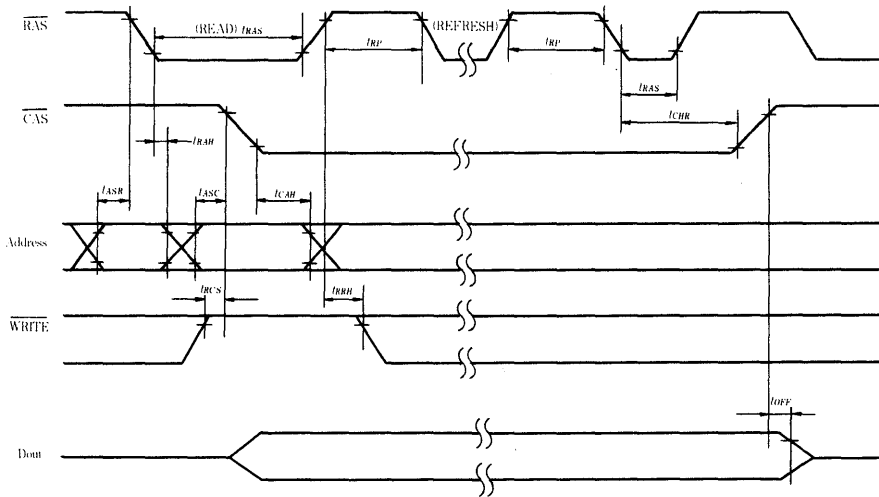 RAS
(READ) tRAS
(REFRESH)
tRP
tRP
tRAS
CAS
tCHR
tRAH
tASR
tASC
tCAH
Address
tRCS
tRRH
WRITE
tOFF
Dout